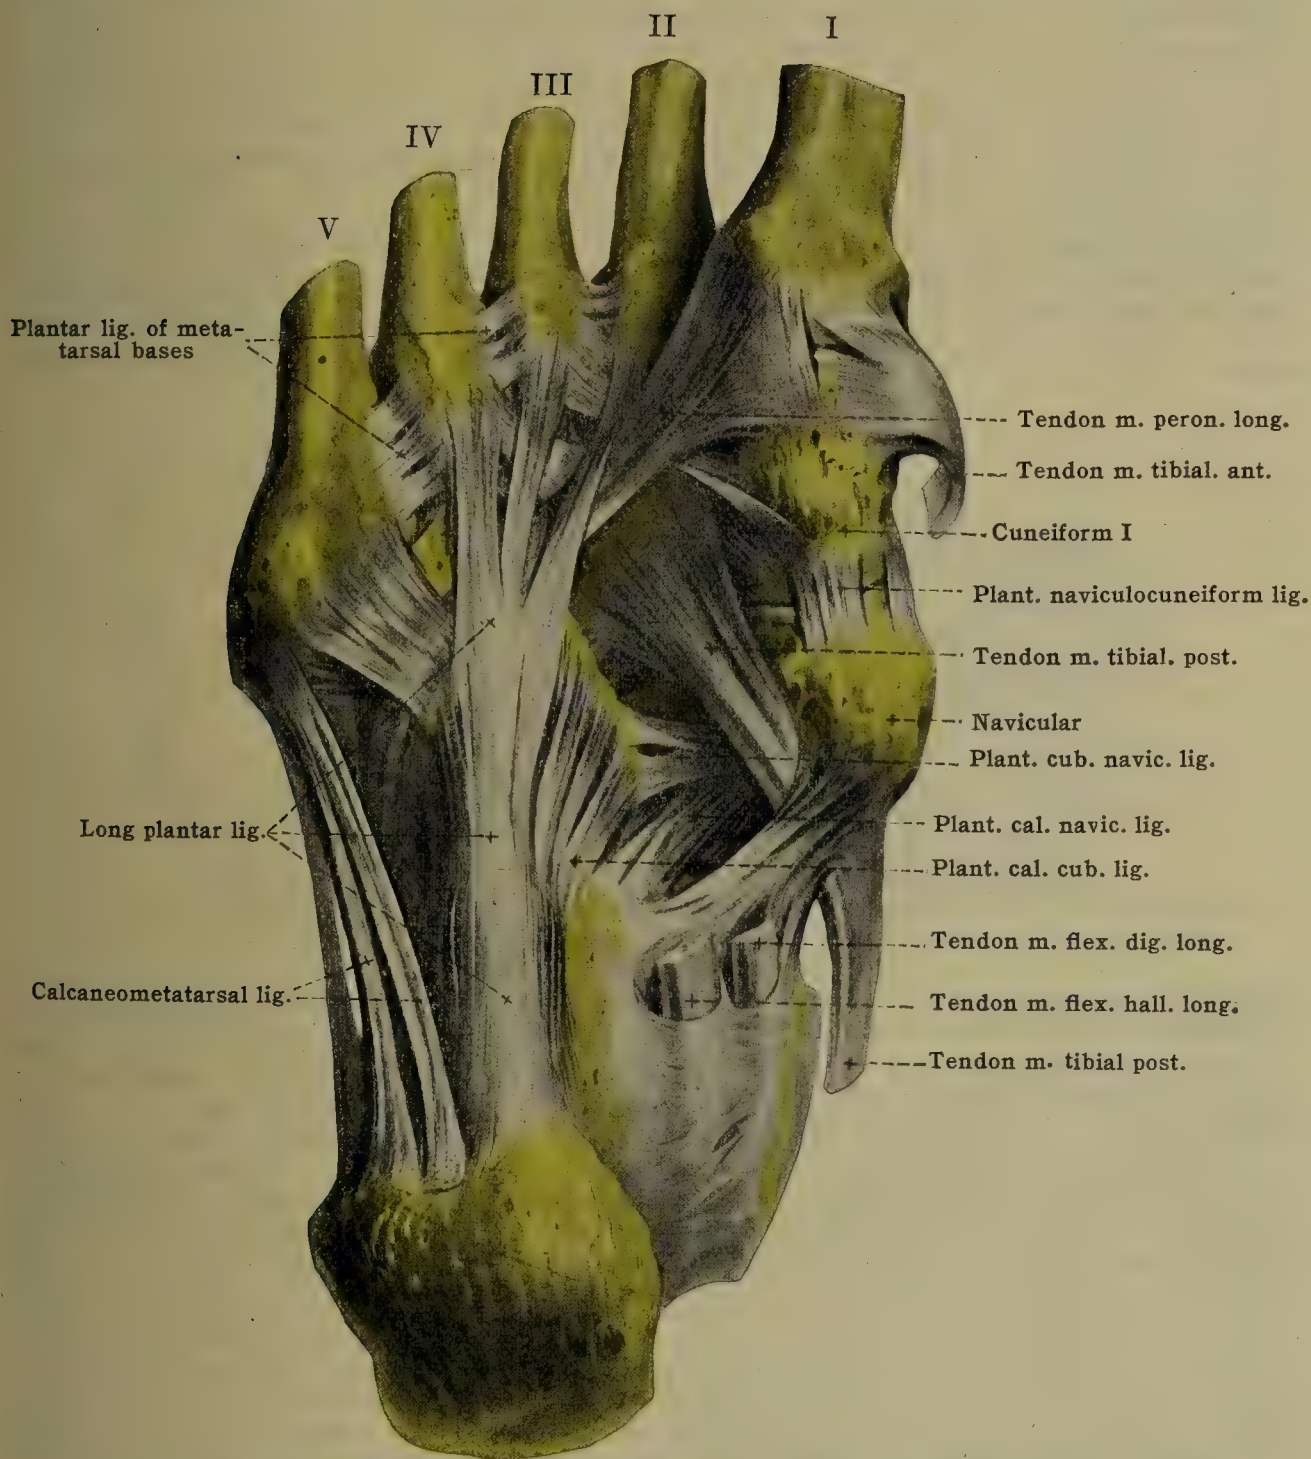 II
I
III
IV
V
Plantar lig. of meta-
tarsal bases
Tendon m. peron. long.
Tendon m. tibial. ant.
Cuneiform I
Plant. naviculocuneiform lig.
Tendon m. tibial. post.
Navicular
Plant. cub. navic. lig.
Long plantar lig.
Plant. cal. navic. lig.
Plant. cal. cub. lig.
Tendon m. flex. dig. long.
Calcaneometatarsal lig.
Tendon m. flex. hall. long.
Tendon m. tibial post.